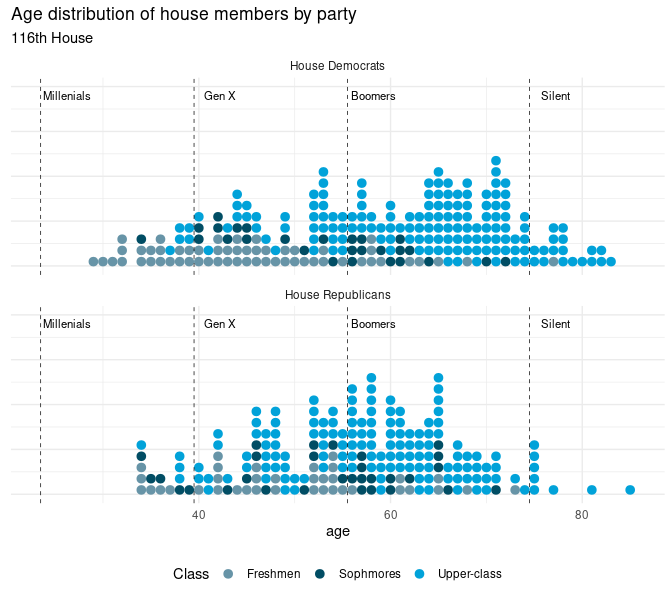 Age distribution of house members by party
116th House
House Democrats
Millenials Gen X Boomers Silent
House Republicans
Millenials Gen X Boomers Silent
40 60 80
age
Class Freshmen Sophmores Upper-class